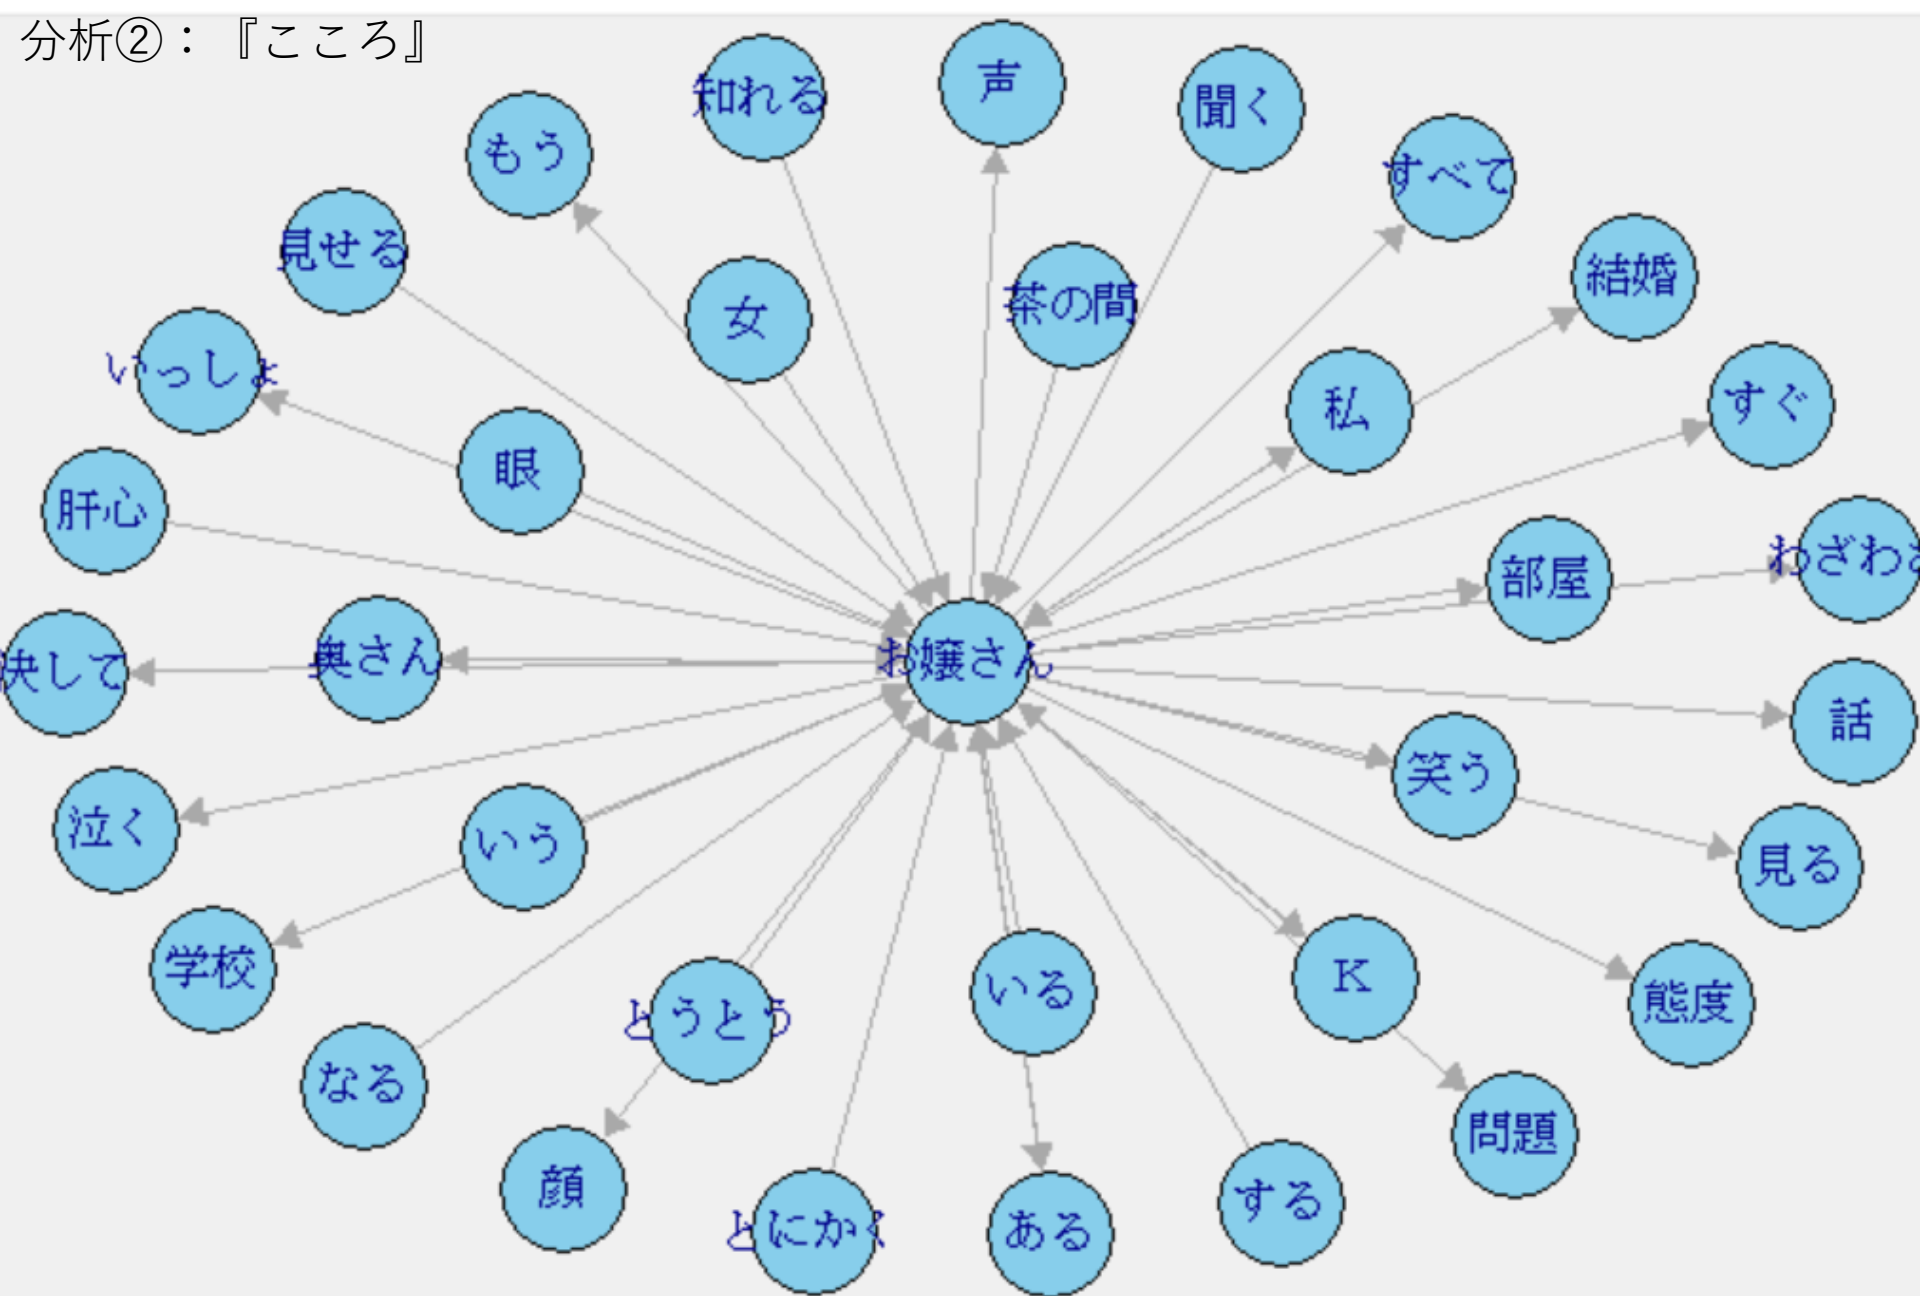 分析②：『こころ』
声
知れる
聞く
もう
すべて
見せる
結婚
茶の間
女
いっしょ
すぐ
私
眼
肝心
部屋
お嬢さん
奥さん
決して
話
笑う
泣く
いう
見る
学校
K
いる
態度
とうとう
なる
問題
顔
する
とにかく
ある